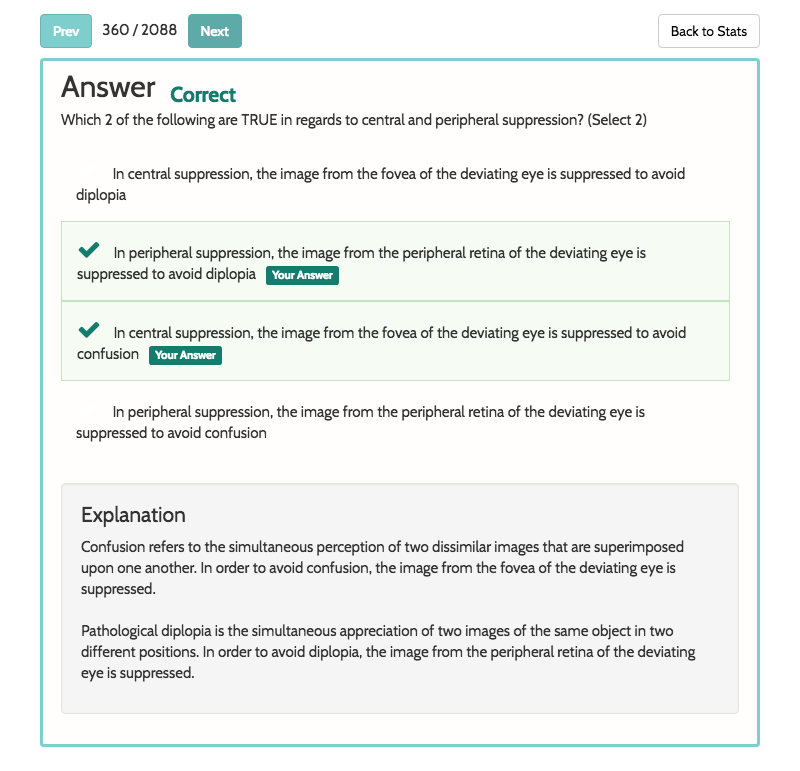 Prev 360 / 2088 Next Back to Stats
Answer Correct
Which 2 of the following are TRUE in regards to central and peripheral suppression? (Select 2)
In central suppression, the image from the fovea of the deviating eye is suppressed to avoid
diplopia
In peripheral suppression, the image from the peripheral retina of the deviating eye is
suppressed to avoid diplopia Your Answer
In central suppression, the image from the fovea of the deviating eye is suppressed to avoid
confusion Your Answer
In peripheral suppression, the image from the peripheral retina of the deviating eye is
suppressed to avoid confusion
Explanation
Confusion refers to the simultaneous perception of two dissimilar images that are superimposed
upon one another. In order to avoid confusion, the image from the fovea of the deviating eye is
suppressed.
Pathological diplopia is the simultaneous appreciation of two images of the same object in two
different positions. In order to avoid diplopia, the image from the peripheral retina of the deviating
eye is suppressed.